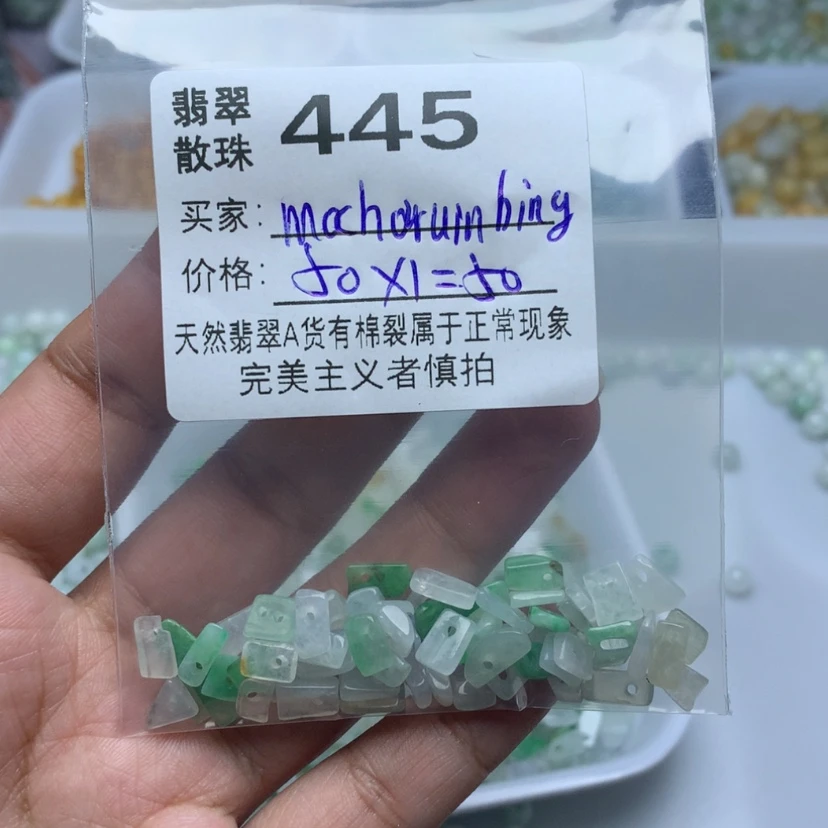 翡翠 445
散珠
买家: mochorumbing
价格: 50X1=50
天然翡翠A货有棉裂属于正常现象
完美主义者慎拍